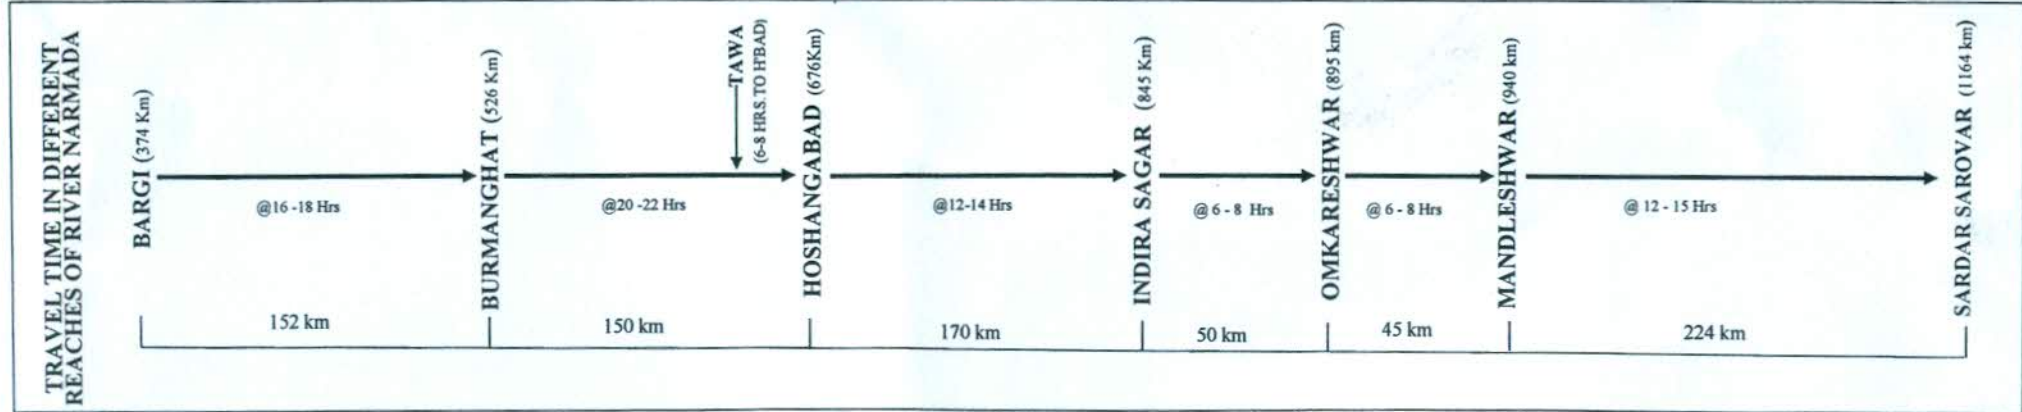 TRAVEL TIME IN DIFFERENT
REACHES OF RIVER NARMADA
BARGI (374 Km)
@16 -18 Hrs
BURMANGHAT (526 Km)
@20 -22 Hrs
TAWA
(6-8 HRS. TO H'BAD)
HOSHANGABAD (676Km)
@12-14 Hrs
INDIRA SAGAR (845 Km)
@ 6 - 8 Hrs
OMKARESHWAR (895 km)
@ 6 - 8 Hrs
MANDLESHWAR (940 km)
@ 12 - 15 Hrs
SARDAR SAROVAR (1164 km)
152 km
150 km
170 km
50 km
45 km
224 km